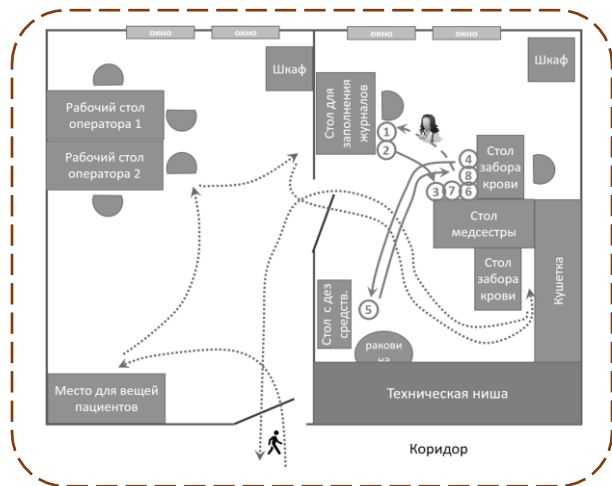 окно
окно
окно
окно
Шкаф
Шкаф
Рабочий стол
оператора 1
Рабочий стол
оператора 2
Стол для
заполнения
журналов
1
2
4
8
3
7
6
Стол
забора
крови
Стол
медсестры
Стол
забора
крови
Кушетка
Стол с дез
средств.
5
ракови
на
Место для вещей
пациентов
Техническая ниша
Коридор